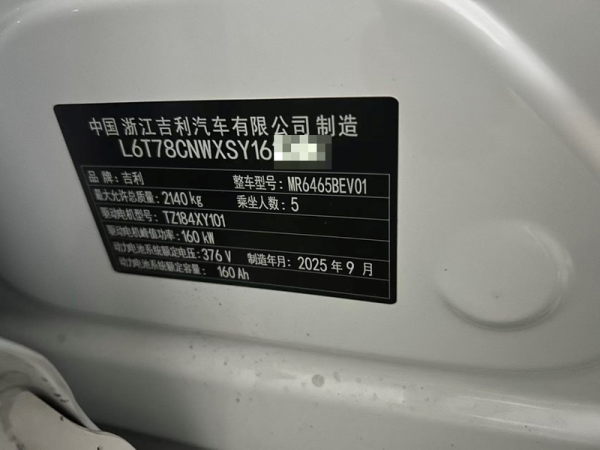 中国 浙江吉利汽车有限公司 制造
L6T78CNWXSY16
品 牌：吉利 整车型号：MR6465BEV01
最大允许总质量：2140 kg 乘坐人数：5
驱动电机型号：TZ184XY101
驱动电机峰值功率：160 kW
动力电池系统额定电压：376 V 制造年月：2025 年 9 月
动力电池系统额定容量：160 Ah